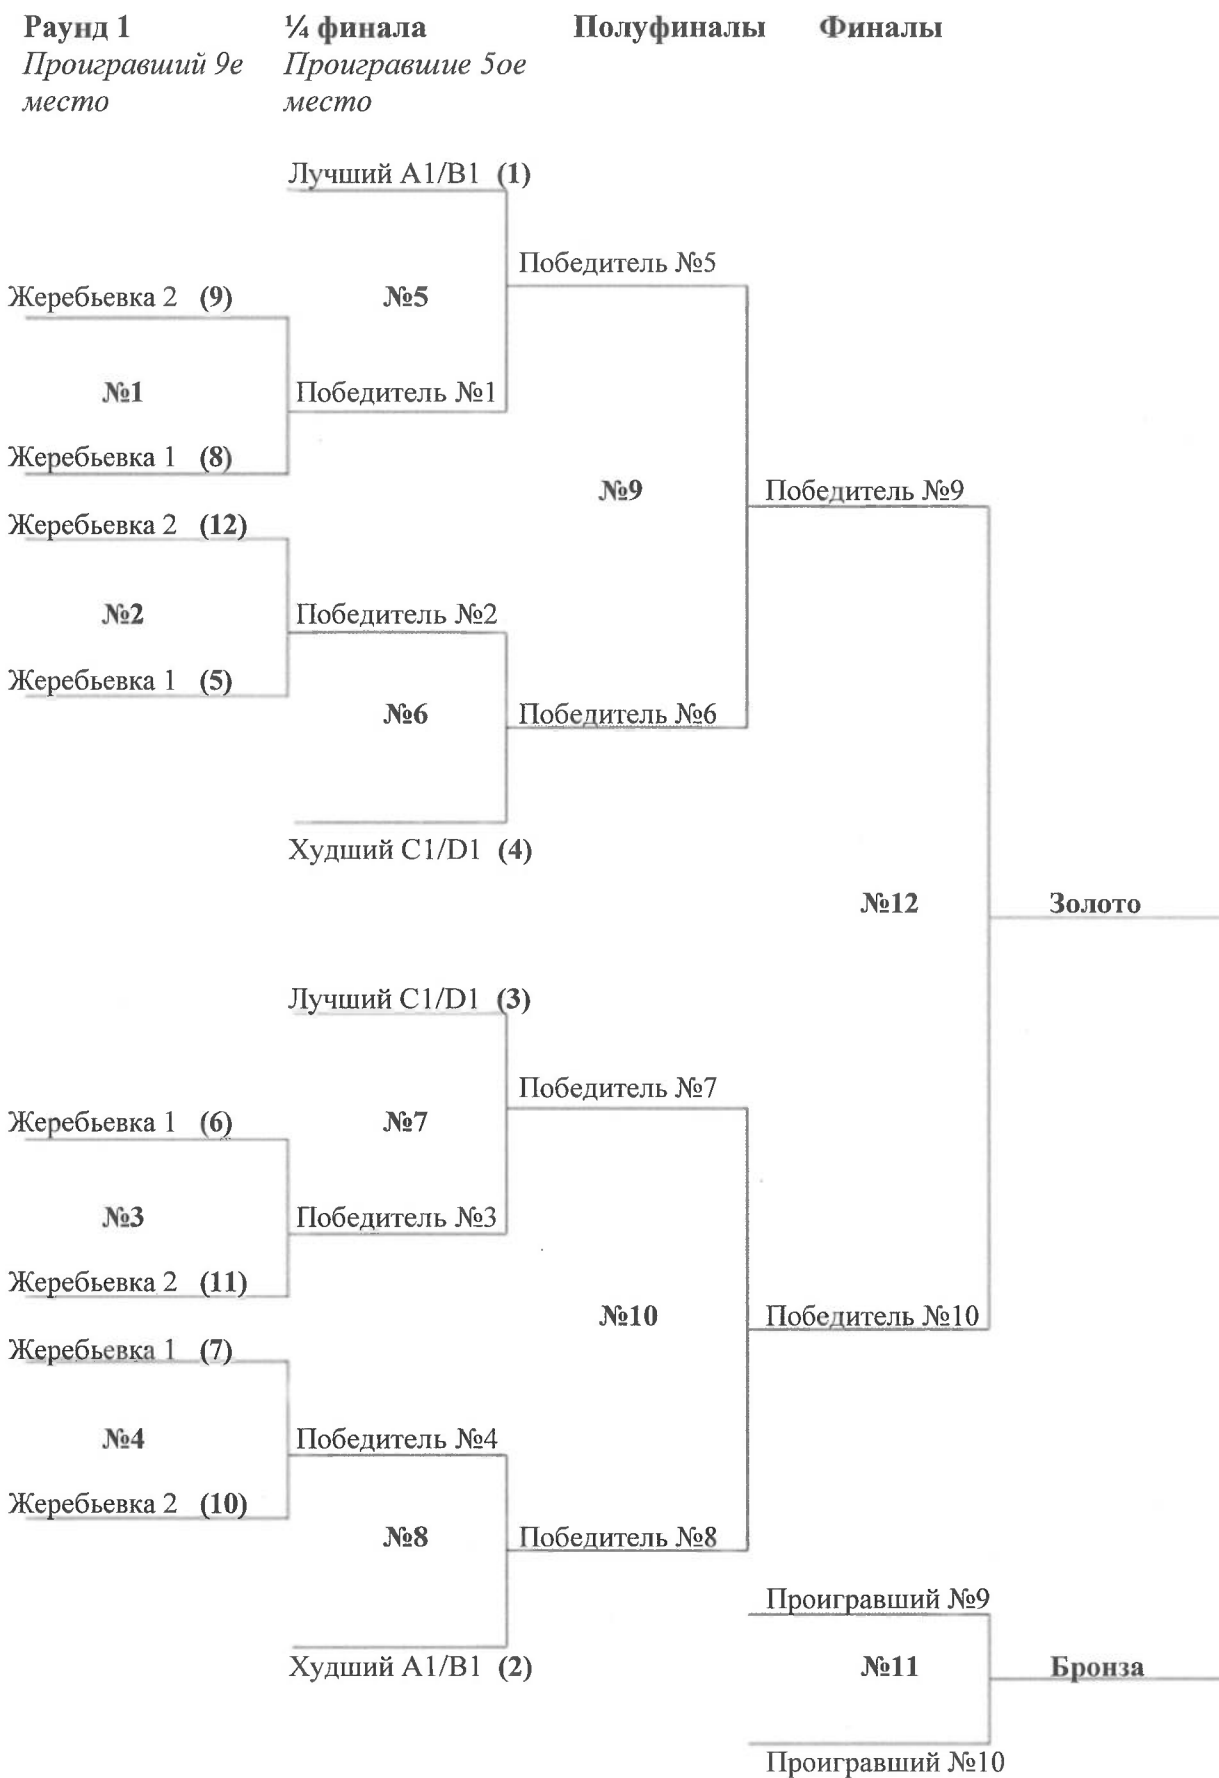 Раунд 1
¼ финала
Полуфиналы
Финалы
Проигравший 9е
место
Проигравшие 5ое
место
Лучший A1/B1 (1)
Победитель №5
Жеребьевка 2 (9)
№5
№1
Победитель №1
Жеребьевка 1 (8)
№9
Победитель №9
Жеребьевка 2 (12)
№2
Победитель №2
Жеребьевка 1 (5)
№6
Победитель №6
Худший C1/D1 (4)
№12
Золото
Лучший C1/D1 (3)
Победитель №7
Жеребьевка 1 (6)
№7
№3
Победитель №3
Жеребьевка 2 (11)
№10
Победитель №10
Жеребьевка 1 (7)
№4
Победитель №4
Жеребьевка 2 (10)
№8
Победитель №8
Проигравший №9
Худший A1/B1 (2)
№11
Бронза
Проигравший №10